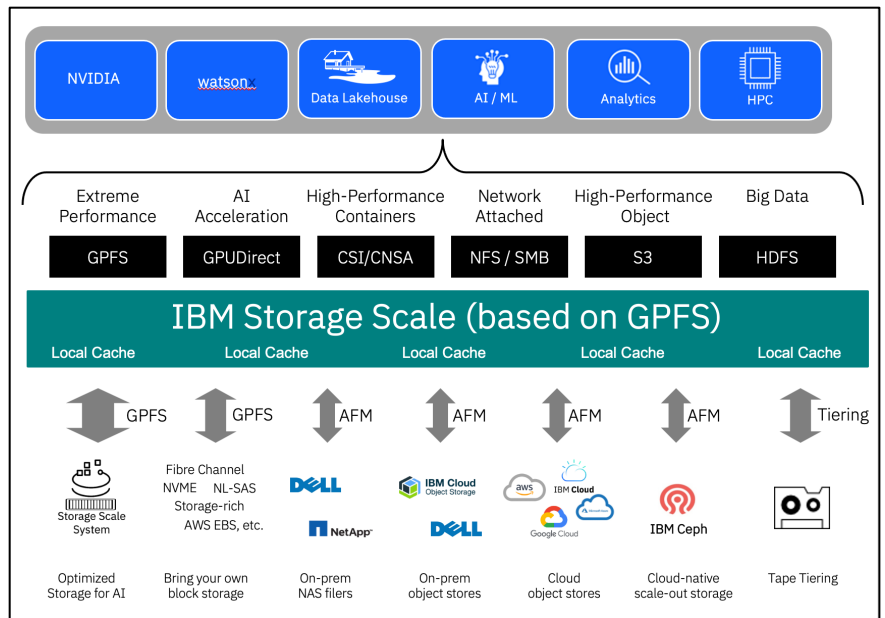 NVIDIA
watsonx
Data Lakehouse
AI / ML
Analytics
HPC
Extreme
Performance
AI
Acceleration
High-Performance
Containers
Network
Attached
High-Performance
Object
Big Data
GPFS
GPUDirect
CSI/CNSA
NFS / SMB
S3
HDFS
IBM Storage Scale (based on GPFS)
Local Cache
Local Cache
Local Cache
Local Cache
Local Cache
GPFS
GPFS
AFM
AFM
AFM
AFM
Tiering
Storage Scale
System
Fibre Channel
NVME NL-SAS
Storage-rich
AWS EBS, etc.
DELL
NetApp
IBM Cloud
Object Storage
DELL
aws
IBM Cloud
Google Cloud
Microsoft Azure
IBM Ceph
Optimized
Storage for AI
Bring your own
block storage
On-prem
NAS filers
On-prem
object stores
Cloud
object stores
Cloud-native
scale-out storage
Tape Tiering